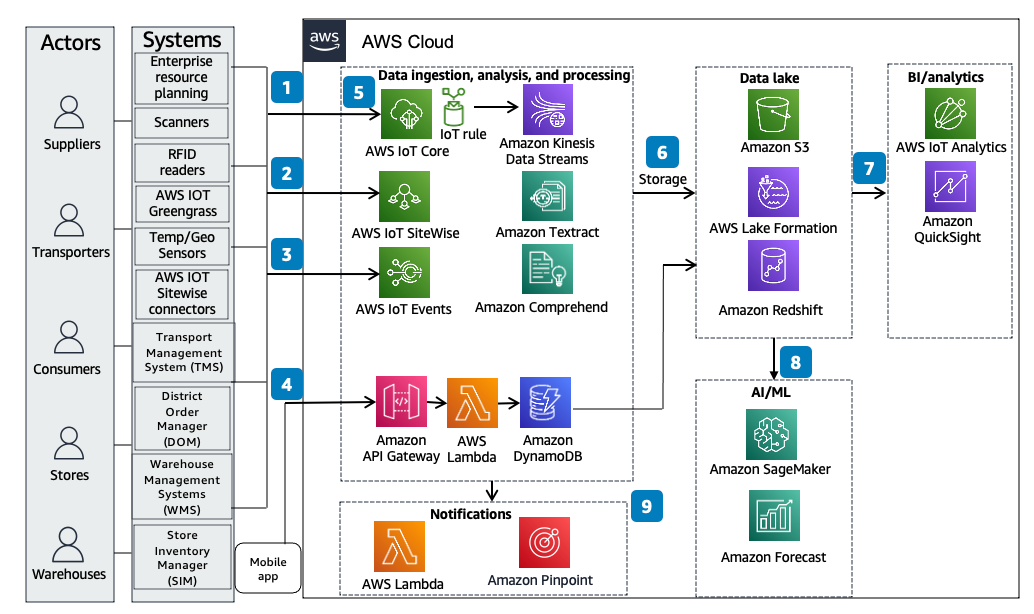 Actors
Suppliers
Transporters
Consumers
Stores
Warehouses
Systems
Enterprise
resource
planning
Scanners
RFID
readers
AWS IOT
Greengrass
Temp/Geo
Sensors
AWS IOT
Sitewise
connectors
Transport
Management
System (TMS)
District
Order
Manager
(DOM)
Warehouse
Management
Systems
(WMS)
Store
Inventory
Manager
(SIM)
Mobile
app
1
2
3
4
aws
AWS Cloud
Data ingestion, analysis, and processing
5
AWS IoT Core
IoT rule
Amazon Kinesis
Data Streams
AWS IoT SiteWise
Amazon Textract
AWS IoT Events
Amazon Comprehend
Amazon
API Gateway
AWS
Lambda
Amazon
DynamoDB
6
Storage
Data lake
Amazon S3
AWS Lake Formation
Amazon Redshift
7
BI/analytics
AWS IoT Analytics
Amazon
QuickSight
8
AI/ML
Amazon SageMaker
Amazon Forecast
9
Notifications
AWS Lambda
Amazon Pinpoint